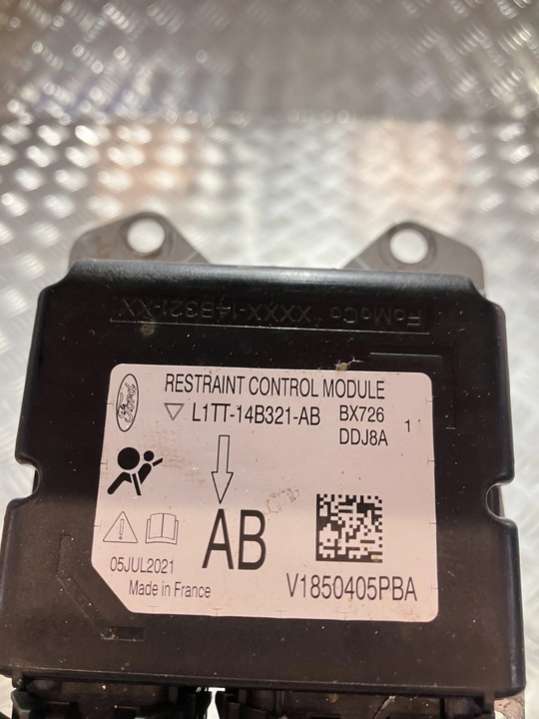 FoMoCo XXXX-14B321-XX
Ford
RESTRAINT CONTROL MODULE
L1TT-14B321-AB BX726
DDJ8A 1
AB
05JUL2021
Made in France
V1850405PBA